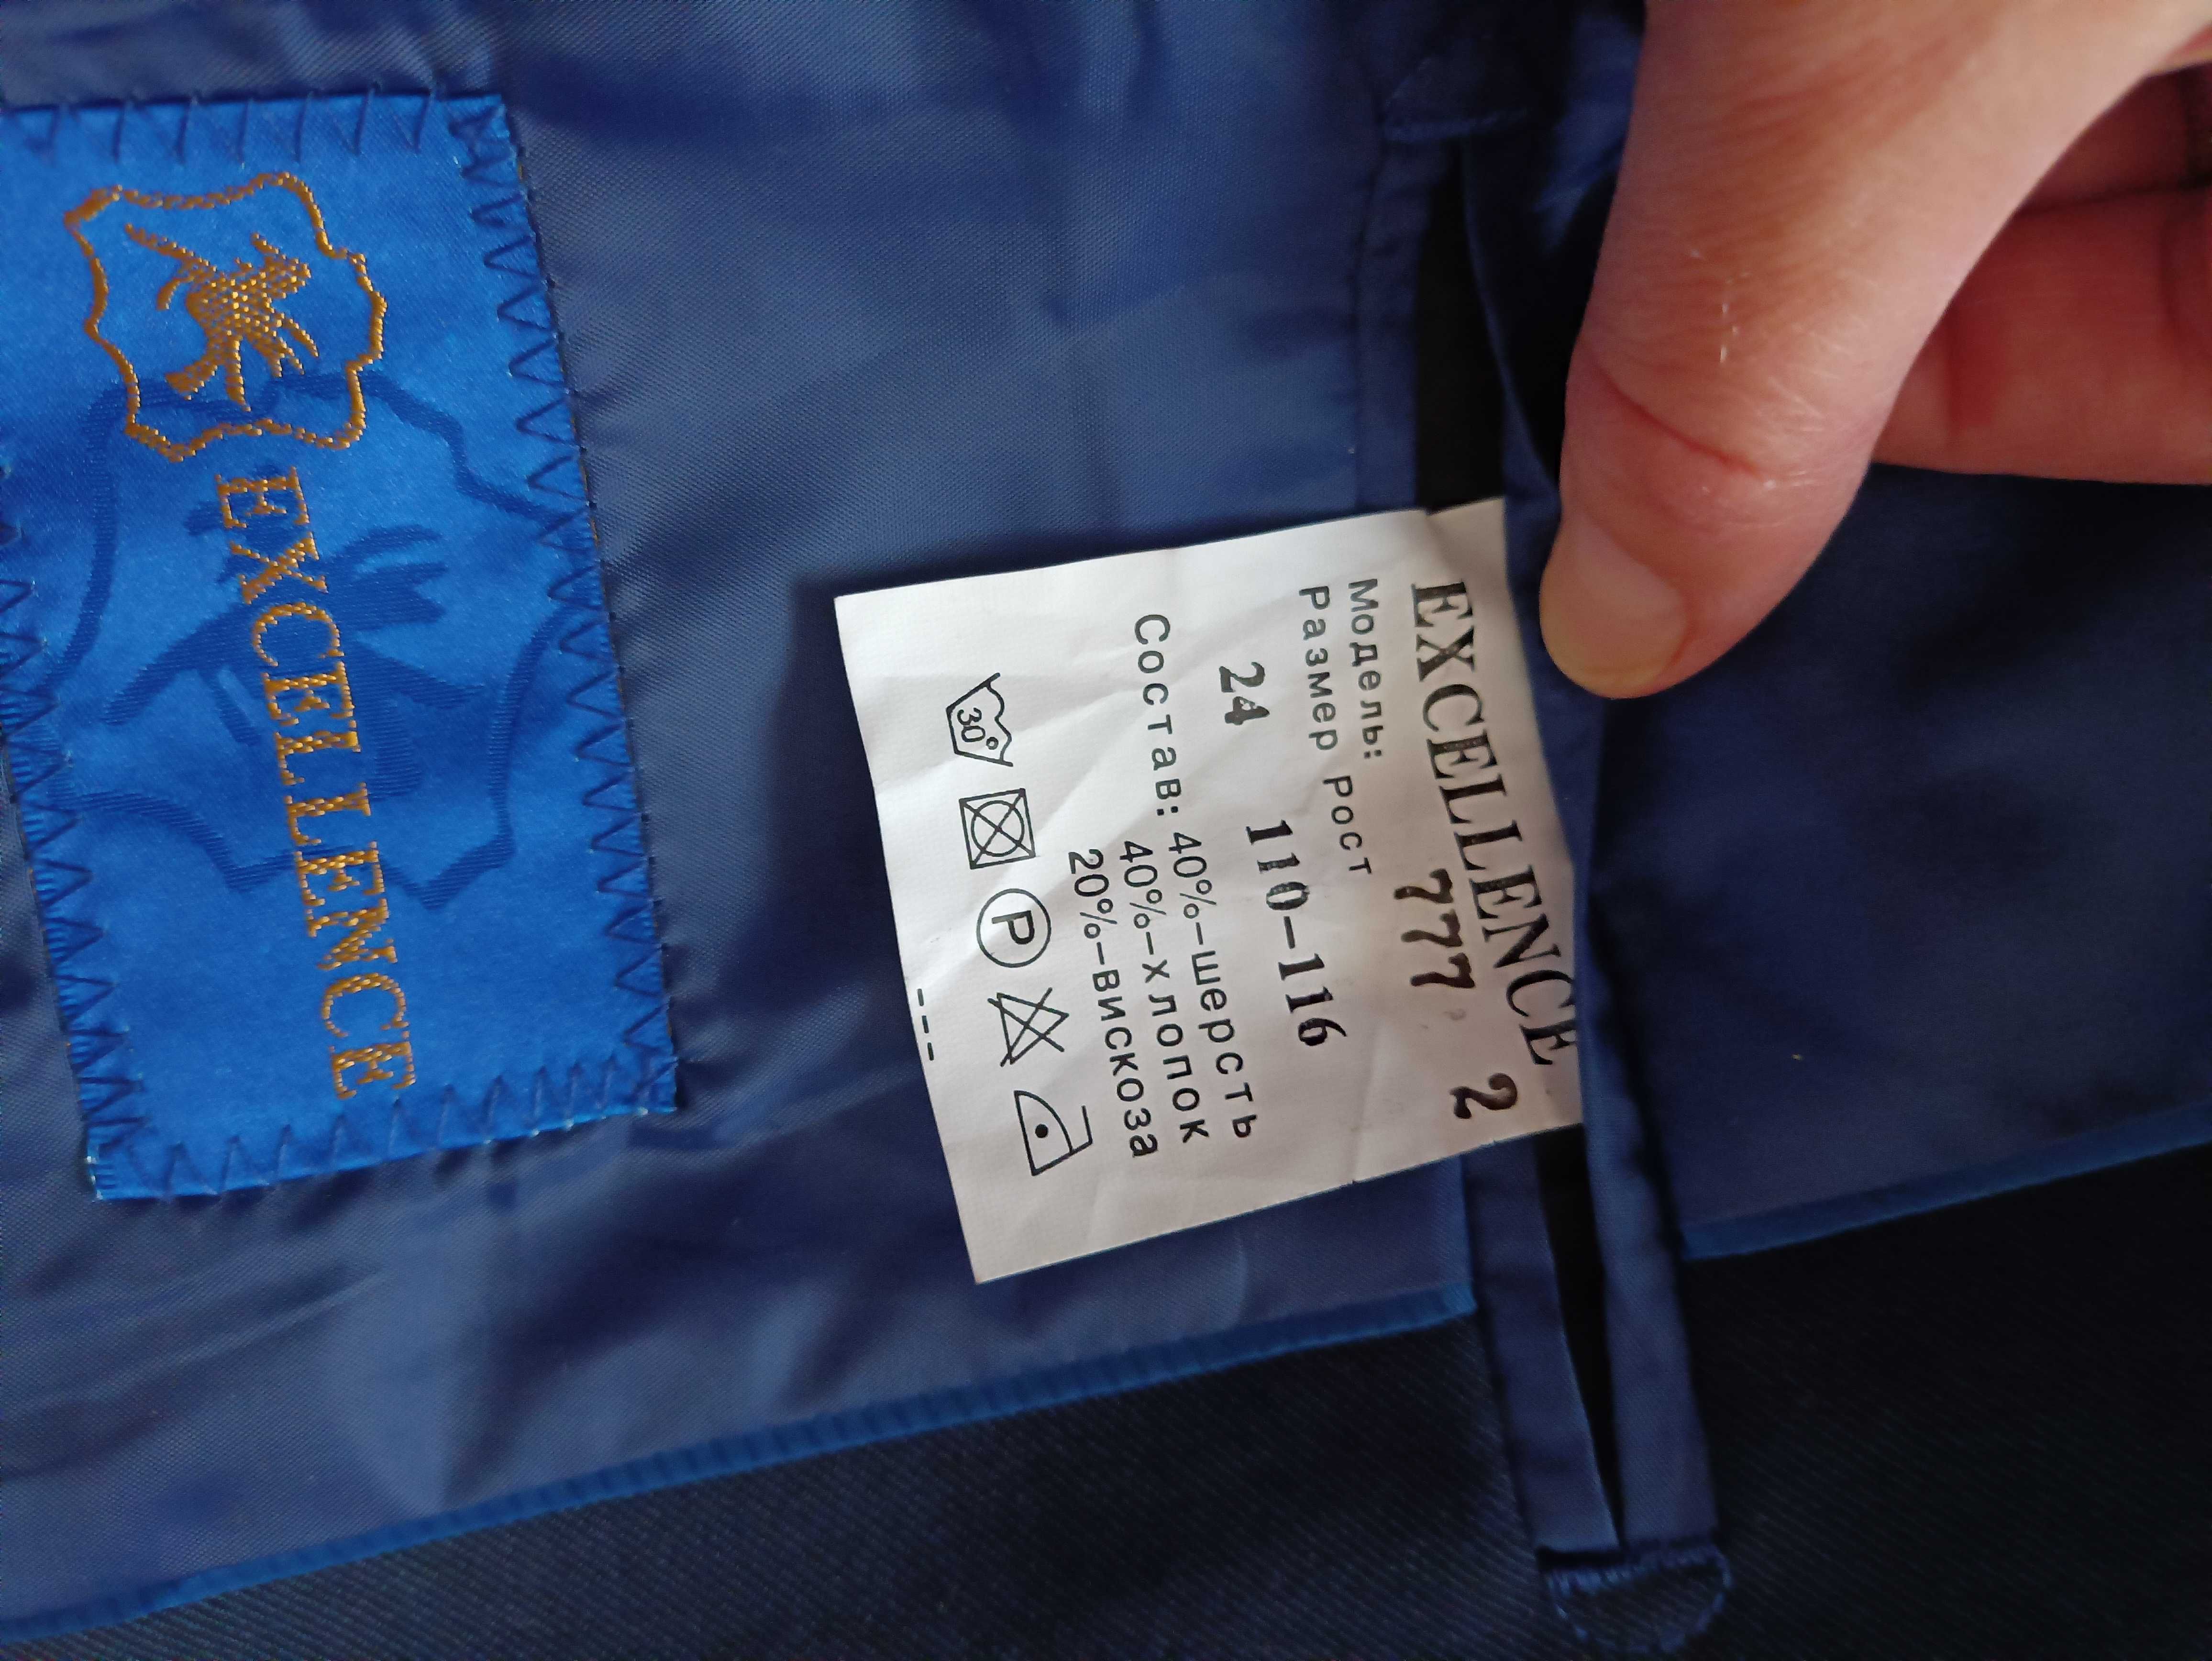 EXCELLENCE
EXCELLENCE
Модель: 777 2
Размер рост
24 110-116
Состав: 40%-шерсть
40%-хлопок
20%-вискоза
30° P
---